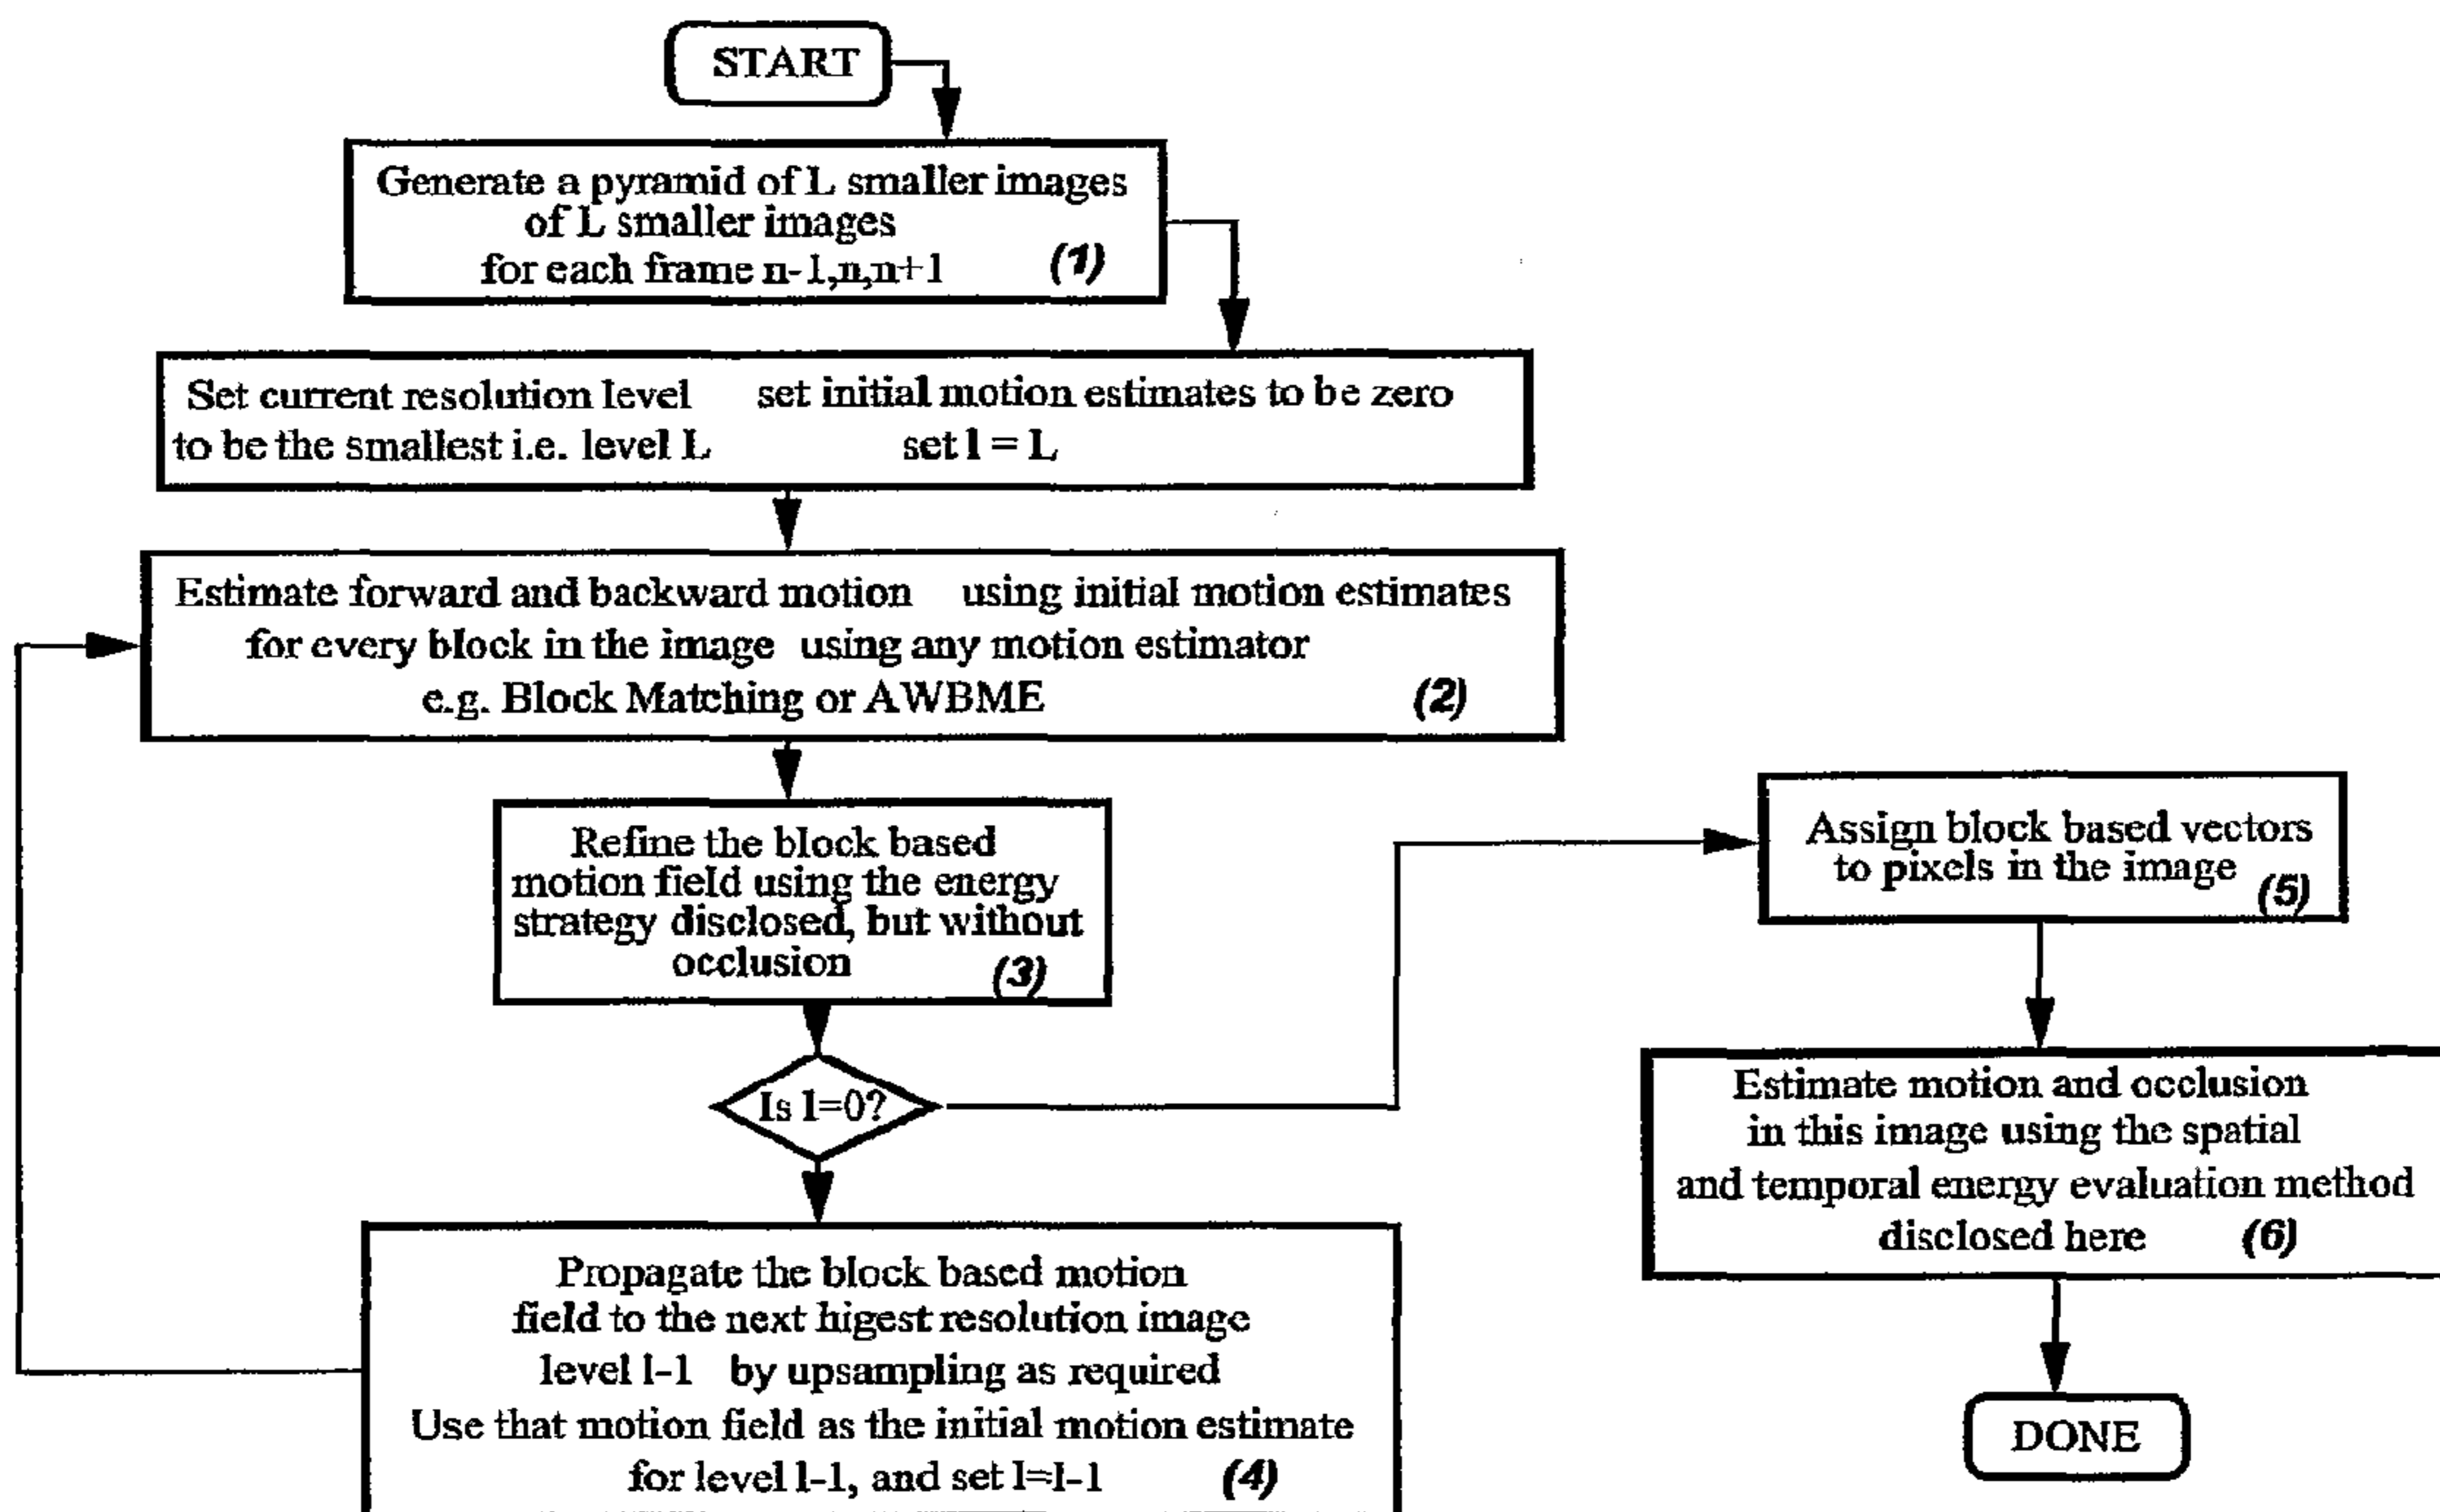 START
Generate a pyramid of L smaller images
of L smaller images
for each frame n-1,n,n+1 (1)
Set current resolution level set initial motion estimates to be zero
to be the smallest i.e. level L set l = L
Estimate forward and backward motion using initial motion estimates
for every block in the image using any motion estimator
e.g. Block Matching or AWBME (2)
Refine the block based
motion field using the energy
strategy disclosed, but without
occlusion (3)
Is l=0?
Propagate the block based motion
field to the next higest resolution image
level l-1 by upsampling as required
Use that motion field as the initial motion estimate
for level l-1, and set l=l-1 (4)
Assign block based vectors
to pixels in the image (5)
Estimate motion and occlusion
in this image using the spatial
and temporal energy evaluation method
disclosed here (6)
DONE